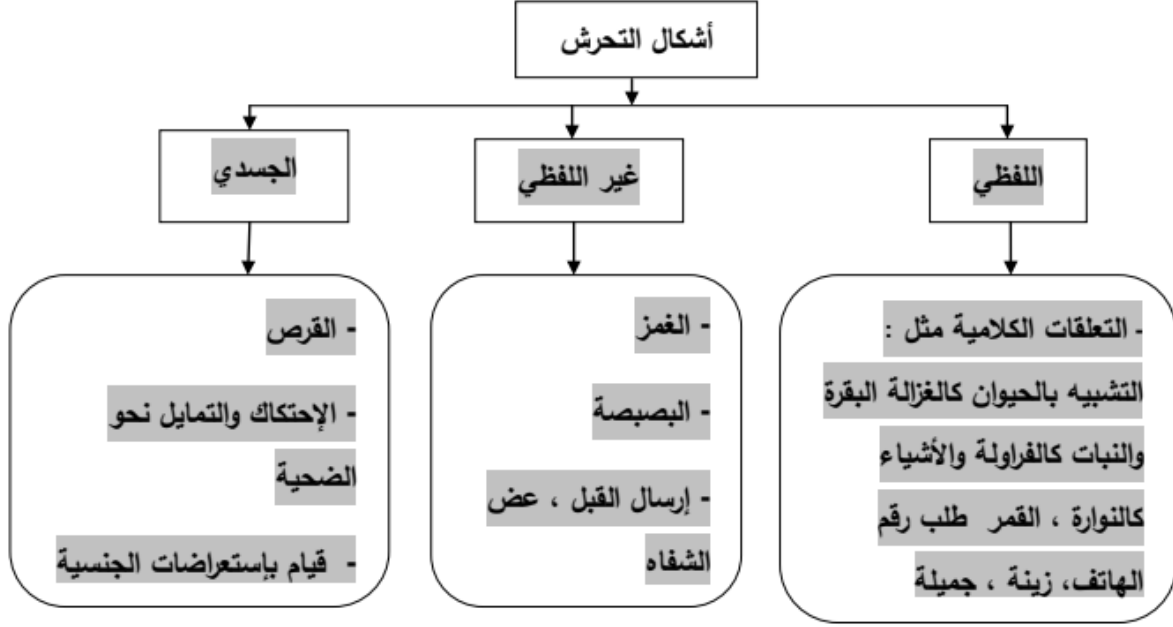 أشكال التحرش
اللفظي
غير اللفظي
الجسدي
- التعلقات الكلامية مثل :
التشبيه بالحيوان كالغزالة البقرة
والنبات كالفراولة والأشياء
كالنوارة ، القمر طلب رقم
الهاتف، زينة ، جميلة
- الغمز
- البصبصة
- إرسال القبل ، عض
الشفاه
- القرص
- الإحتكاك والتمايل نحو
الضحية
- قيام بإستعراضات الجنسية